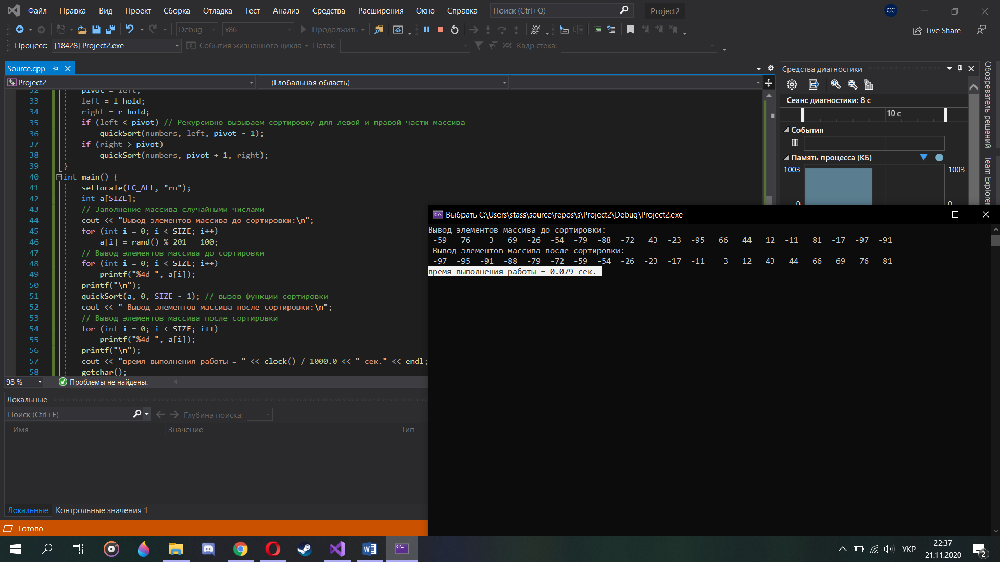 Файл Правка Вид Проект Сборка Отладка Тест Анализ Средства Расширения Окно Справка Поиск (Ctrl+Q) Project2 CC
Debug x86 Продолжить Live Share
Процесс: [18428] Project2.exe События жизненного цикла Поток: Кадр стека:
Source.cpp
Project2 (Глобальная область)
32 pivot = left;
33 left = l_hold;
34 right = r_hold;
35 if (left < pivot) // Рекурсивно вызываем сортировку для левой и правой части массива
36 quickSort(numbers, left, pivot - 1);
37 if (right > pivot)
38 quickSort(numbers, pivot + 1, right);
39 }
40 int main() {
41 setlocale(LC_ALL, "ru");
42 int a[SIZE];
43 // Заполнение массива случайными числами
44 cout << "Вывод элементов массива до сортировки:\n";
45 for (int i = 0; i < SIZE; i++)
46 a[i] = rand() % 201 - 100;
47 // Вывод элементов массива до сортировки
48 for (int i = 0; i < SIZE; i++)
49 printf("%4d ", a[i]);
50 printf("\n");
51 quickSort(a, 0, SIZE - 1); // вызов функции сортировки
52 cout << " Вывод элементов массива после сортировки:\n";
53 // Вывод элементов массива после сортировки
54 for (int i = 0; i < SIZE; i++)
55 printf("%4d ", a[i]);
56 printf("\n");
57 cout << "время выполнения работы = " << clock() / 1000.0 << " сек." << endl;
58 getchar();
98 % Проблемы не найдены.
Локальные
Поиск (Ctrl+E) Глубина поиска:
Имя Значение Тип
Локальные Контрольные значения 1
Готово
Средства диагностики
Сеанс диагностики: 8 с
10 с
События
Память процесса (КБ)
1003 1003
0 0
Обозреватель решений
Team Explorer
Выбрать C:\Users\stass\source\repos\s\Project2\Debug\Project2.exe
Вывод элементов массива до сортировки:
-59 76 3 69 -26 -54 -79 -88 -72 43 -23 -95 66 44 12 -11 81 -17 -97 -91
Вывод элементов массива после сортировки:
-97 -95 -91 -88 -79 -72 -59 -54 -26 -23 -17 -11 3 12 43 44 66 69 76 81
время выполнения работы = 0.079 сек.
УКР
22:37
21.11.2020
2